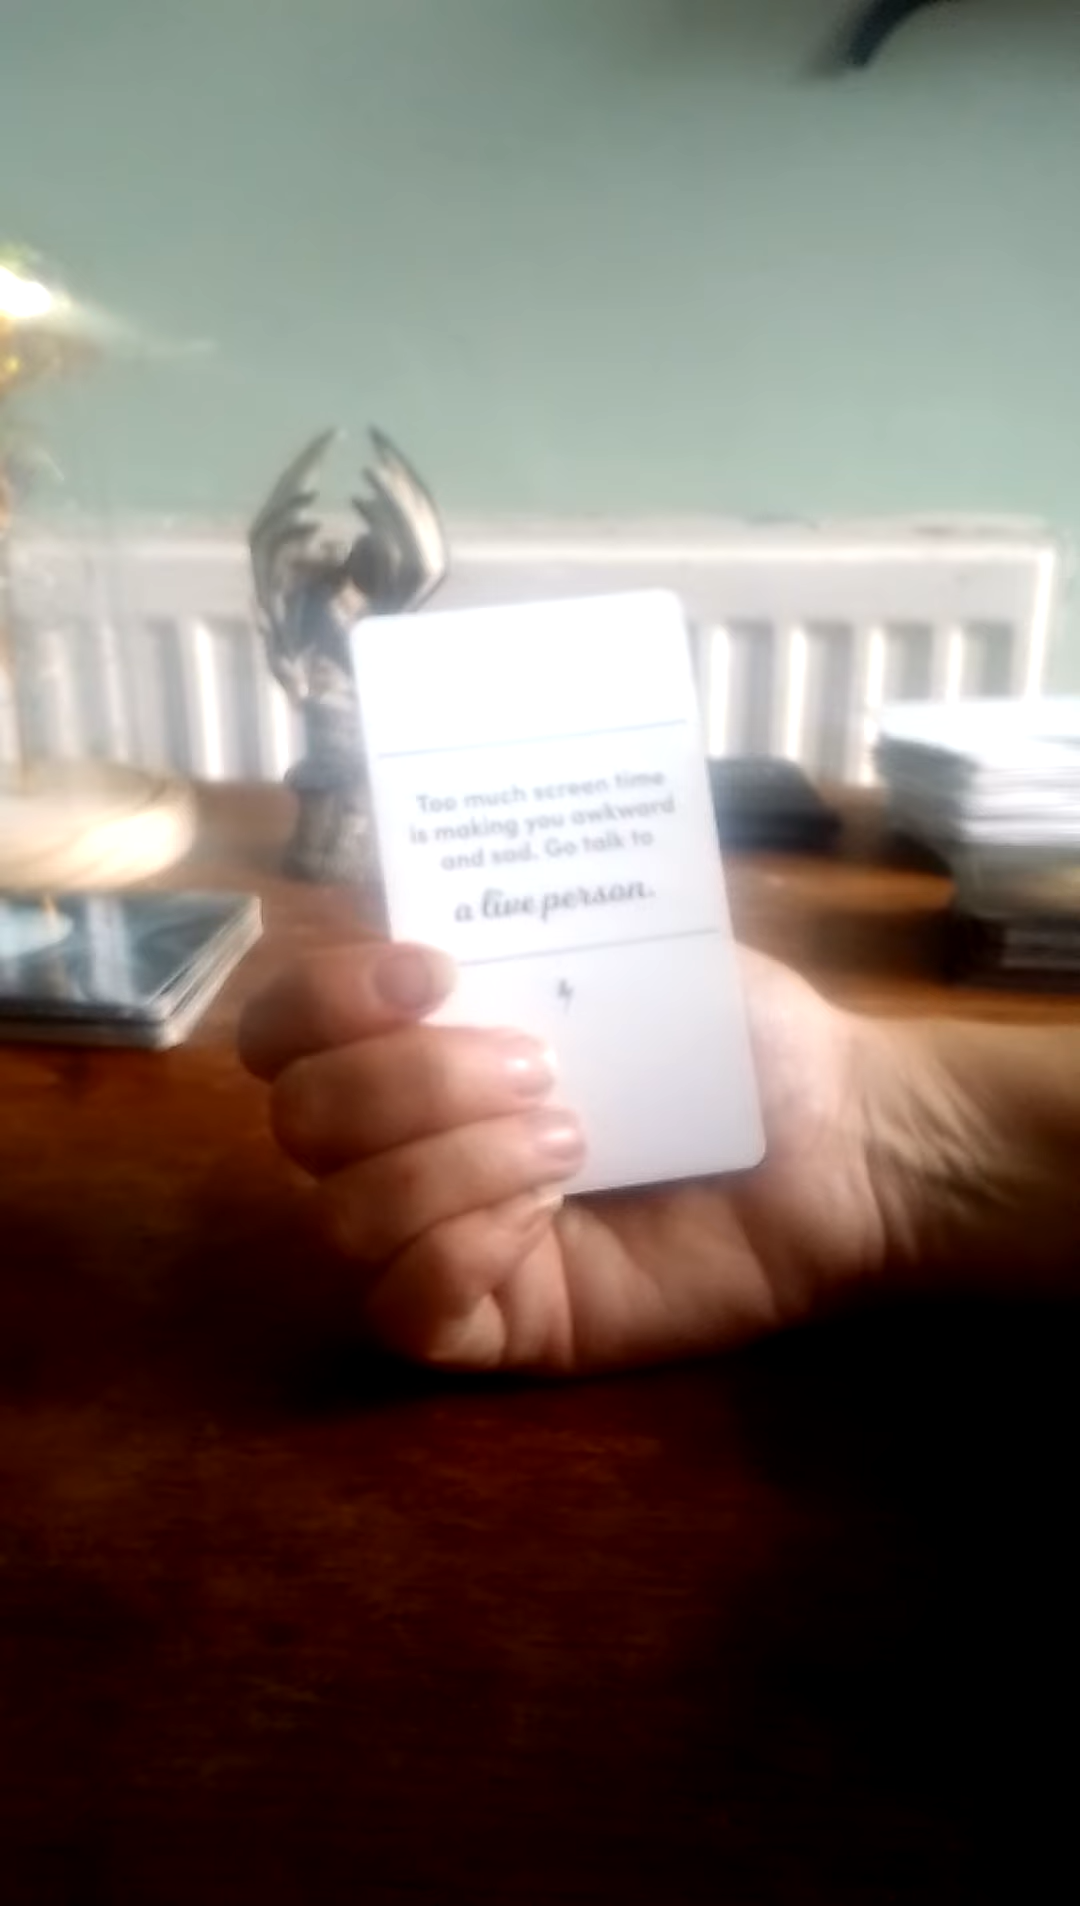 Too much screen time
is making you awkward
and sad. Go talk to
a live person.